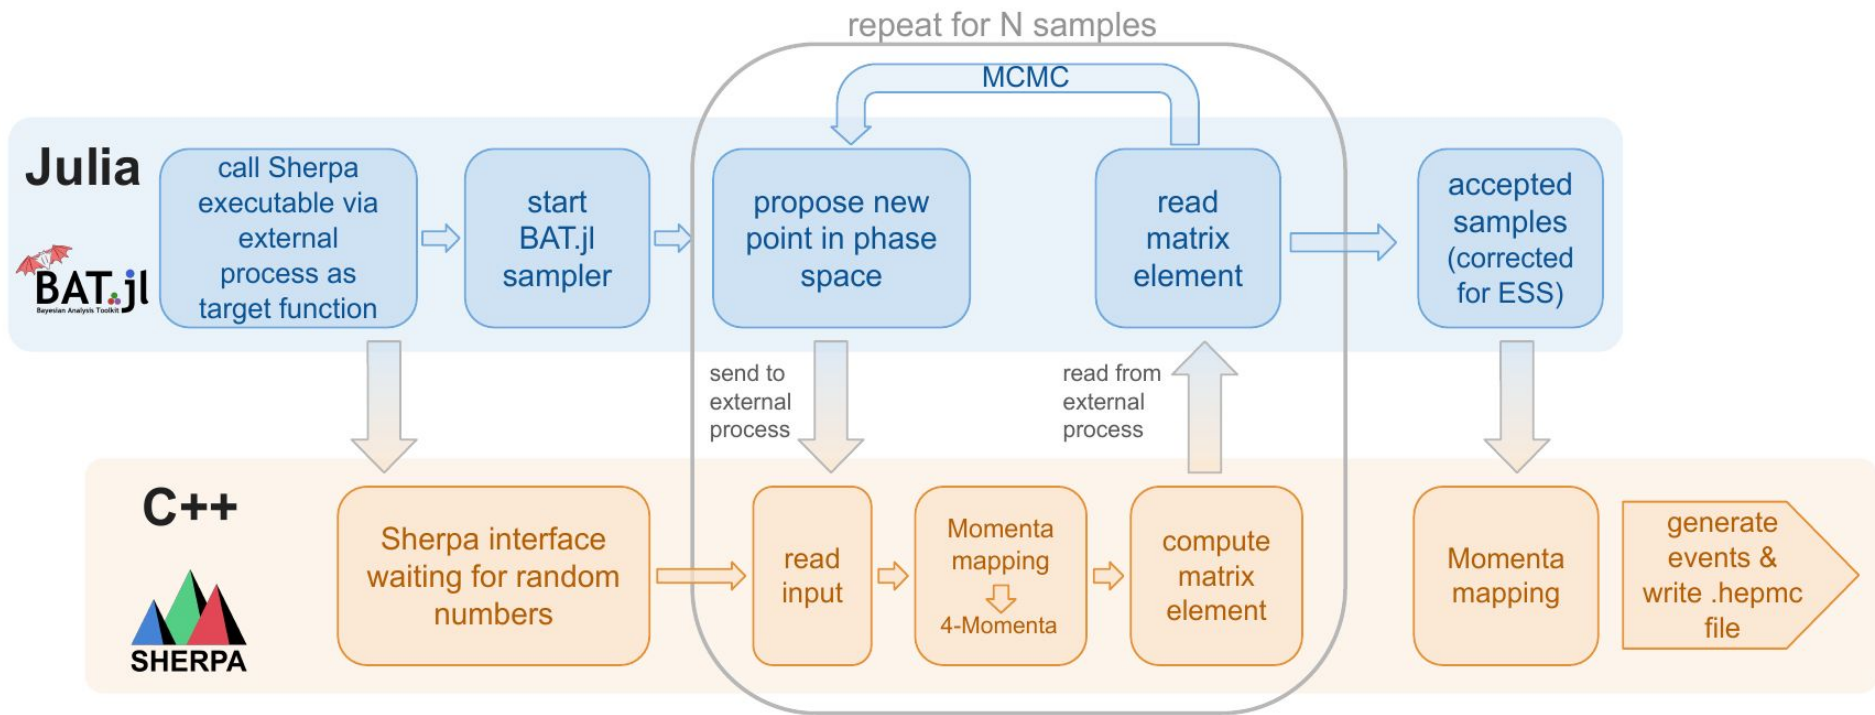 repeat for N samples
MCMC
Julia
BAT.jl
Bayesian Analysis Toolkit
call Sherpa
executable via
external
process as
target function
start
BAT.jl
sampler
propose new
point in phase
space
read
matrix
element
accepted
samples
(corrected
for ESS)
send to
external
process
read from
external
process
C++
SHERPA
Sherpa interface
waiting for random
numbers
read
input
Momenta
mapping
4-Momenta
compute
matrix
element
Momenta
mapping
generate
events &
write .hepmc
file